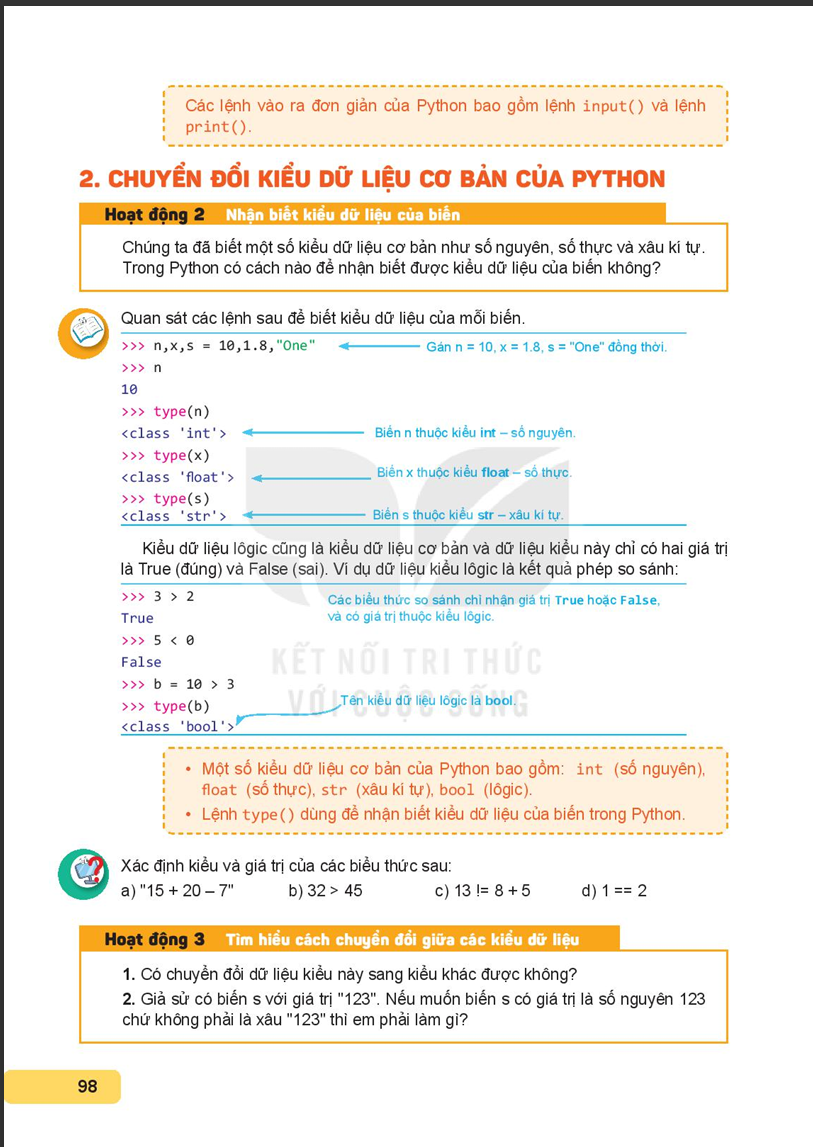 Các lệnh vào ra đơn giản của Python bao gồm lệnh input() và lệnh
print().
2. CHUYỂN ĐỔI KIỂU DỮ LIỆU CƠ BẢN CỦA PYTHON
Hoạt động 2 Nhận biết kiểu dữ liệu của biến
Chúng ta đã biết một số kiểu dữ liệu cơ bản như số nguyên, số thực và xâu kí tự.
Trong Python có cách nào để nhận biết được kiểu dữ liệu của biến không?
Quan sát các lệnh sau để biết kiểu dữ liệu của mỗi biến.
>>> n,x,s = 10,1.8,"One" Gán n = 10, x = 1.8, s = "One" đồng thời.
>>> n
10
>>> type(n)
<class 'int'> Biến n thuộc kiểu int – số nguyên.
>>> type(x)
<class 'float'> Biến x thuộc kiểu float – số thực.
>>> type(s)
<class 'str'> Biến s thuộc kiểu str – xâu kí tự.
Kiểu dữ liệu lôgic cũng là kiểu dữ liệu cơ bản và dữ liệu kiểu này chỉ có hai giá trị
là True (đúng) và False (sai). Ví dụ dữ liệu kiểu lôgic là kết quả phép so sánh:
>>> 3 > 2 Các biểu thức so sánh chỉ nhận giá trị True hoặc False,
True và có giá trị thuộc kiểu lôgic.
>>> 5 < 0
False
KẾT NỐI TRI THỨC
>>> b = 10 > 3
VỚI CUỘC SỐNG
>>> type(b) Tên kiểu dữ liệu lôgic là bool.
<class 'bool'>
• Một số kiểu dữ liệu cơ bản của Python bao gồm: int (số nguyên),
float (số thực), str (xâu kí tự), bool (lôgic).
• Lệnh type() dùng để nhận biết kiểu dữ liệu của biến trong Python.
Xác định kiểu và giá trị của các biểu thức sau:
a) "15 + 20 – 7" b) 32 > 45 c) 13 != 8 + 5 d) 1 == 2
Hoạt động 3 Tìm hiểu cách chuyển đổi giữa các kiểu dữ liệu
1. Có chuyển đổi dữ liệu kiểu này sang kiểu khác được không?
2. Giả sử có biến s với giá trị "123". Nếu muốn biến s có giá trị là số nguyên 123
chứ không phải là xâu "123" thì em phải làm gì?
98